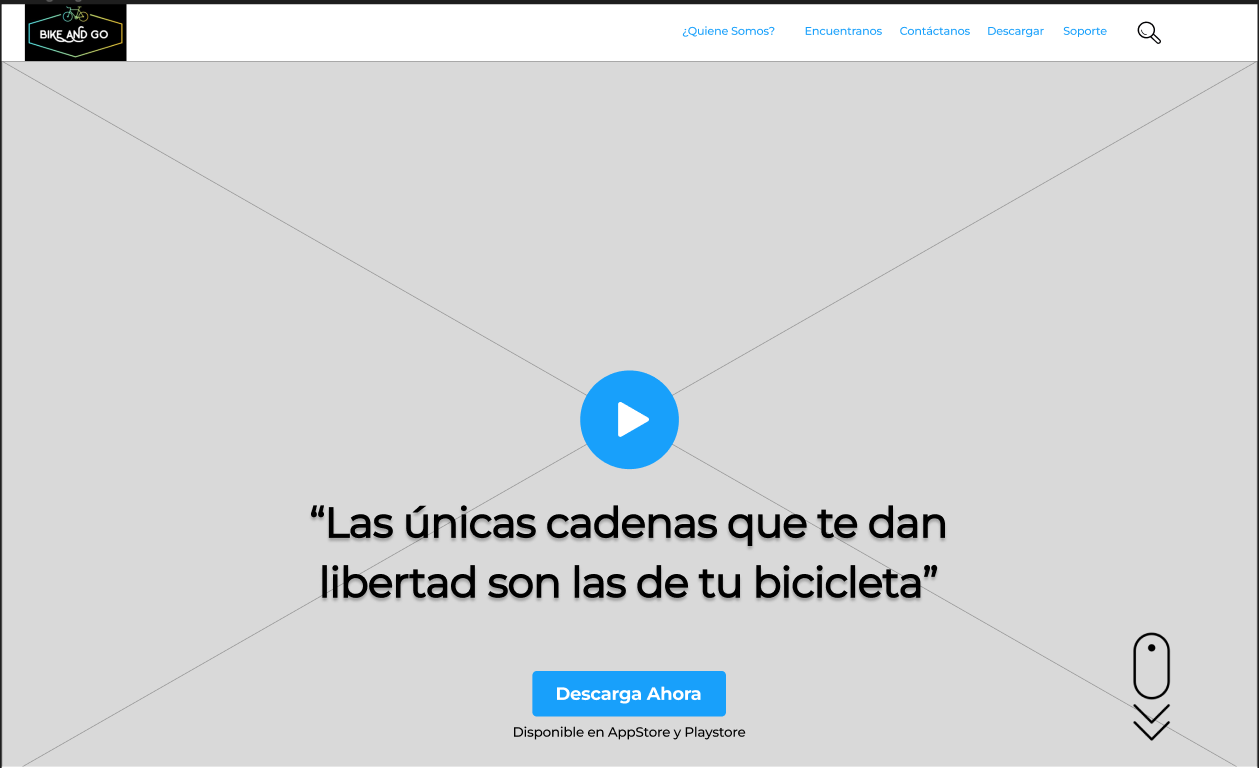 BIKE AND GO
¿Quiene Somos? Encuentranos Contáctanos Descargar Soporte
“Las únicas cadenas que te dan
libertad son las de tu bicicleta”
Descarga Ahora
Disponible en AppStore y Playstore